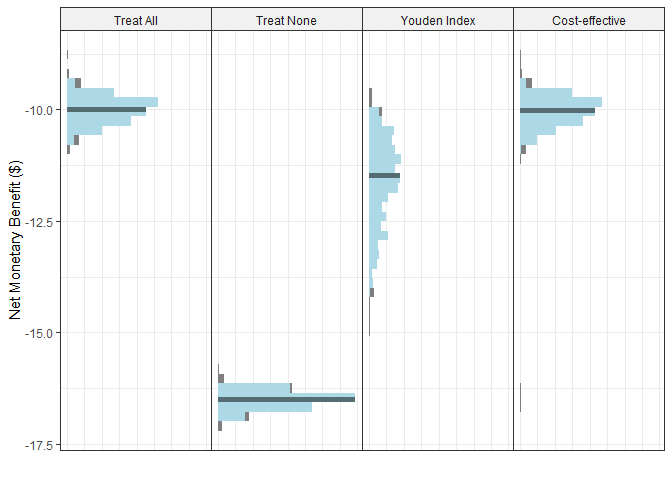 Treat All Treat None Youden Index Cost-effective
Net Monetary Benefit ($)
-10.0
-12.5
-15.0
-17.5